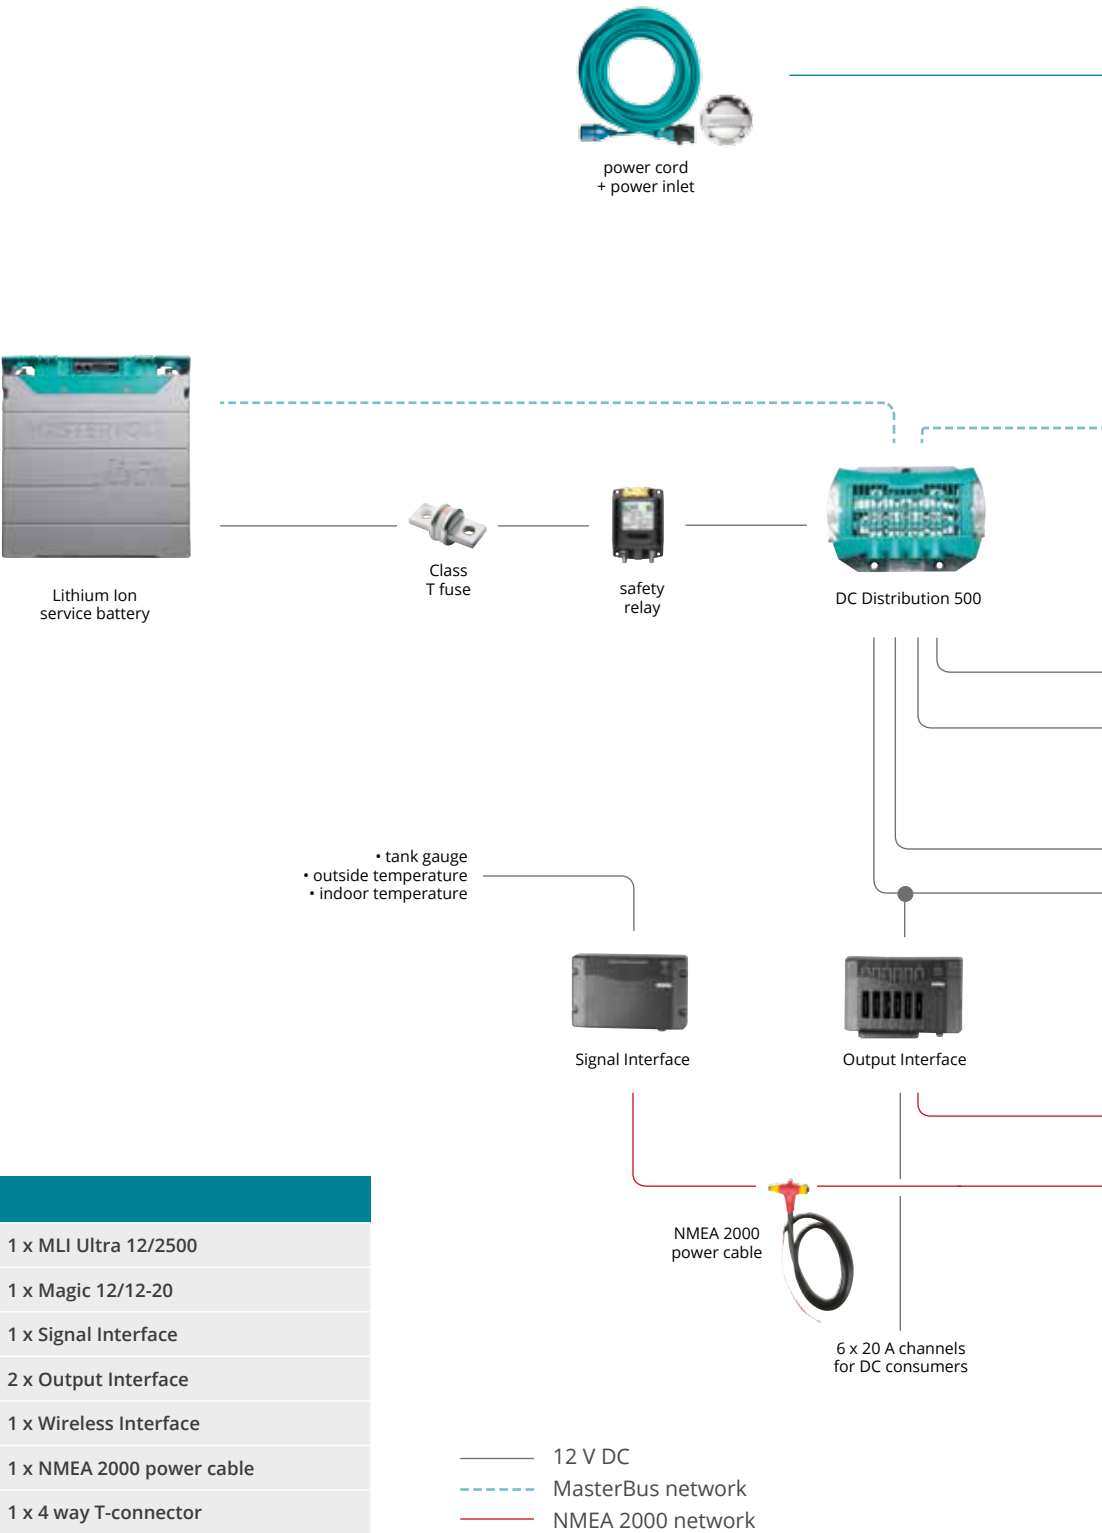 power cord
+ power inlet
MASTERVOLT
Lithium Ion
service battery
Class
T fuse
safety
relay
DC Distribution 500
• tank gauge
• outside temperature
• indoor temperature
Signal Interface
Output Interface
NMEA 2000
power cable
6 x 20 A channels
for DC consumers
1 x MLI Ultra 12/2500
1 x Magic 12/12-20
1 x Signal Interface
2 x Output Interface
1 x Wireless Interface
1 x NMEA 2000 power cable
1 x 4 way T-connector
12 V DC
MasterBus network
NMEA 2000 network